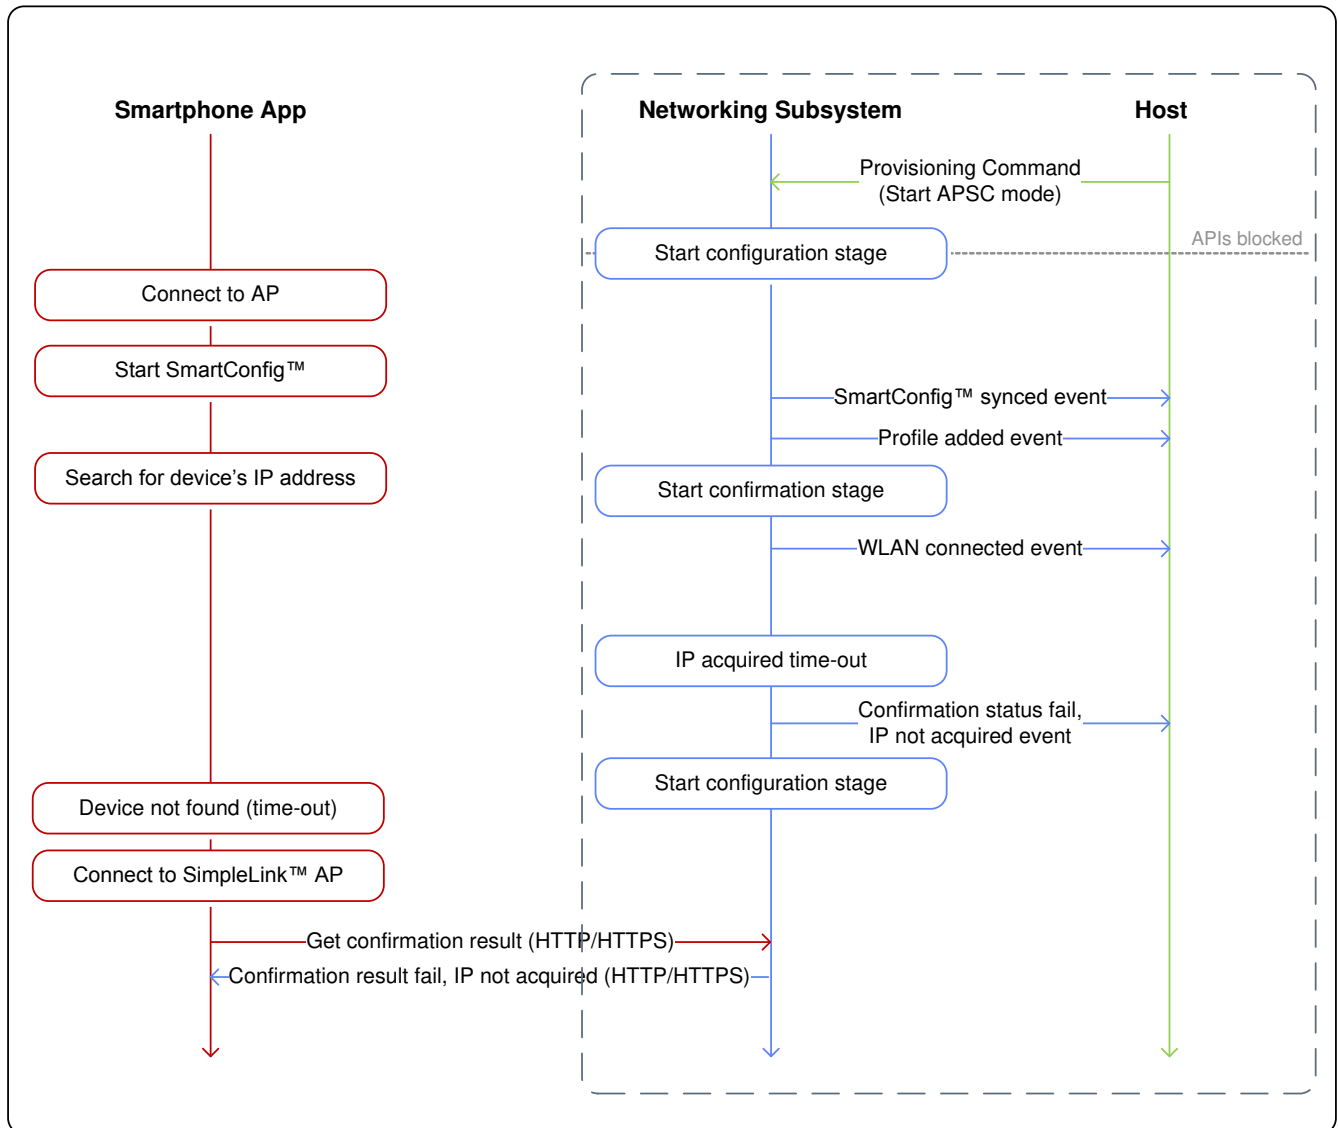 Smartphone App
Networking Subsystem
Host
Provisioning Command
(Start APSC mode)
APIs blocked
Start configuration stage
Connect to AP
Start SmartConfig™
SmartConfig™ synced event
Profile added event
Search for device’s IP address
Start confirmation stage
WLAN connected event
IP acquired time-out
Confirmation status fail,
IP not acquired event
Start configuration stage
Device not found (time-out)
Connect to SimpleLink™ AP
Get confirmation result (HTTP/HTTPS)
Confirmation result fail, IP not acquired (HTTP/HTTPS)